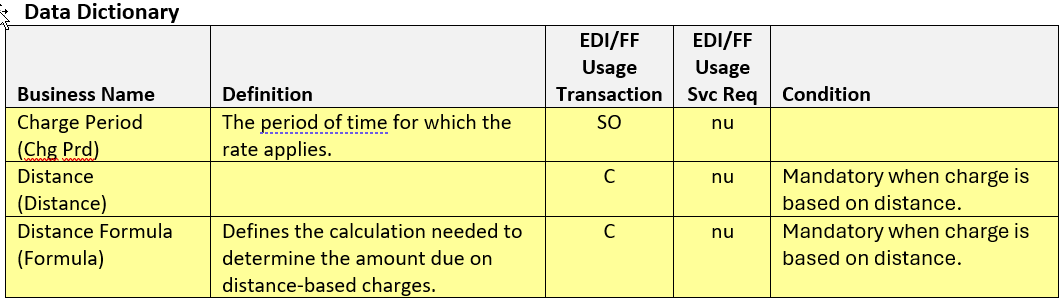 Data Dictionary
EDI/FF EDI/FF
Usage Usage
Business Name Definition Transaction Svc Req Condition
Charge Period The period of time for which the SO nu
(Chg Prd) rate applies.
Distance C nu Mandatory when charge is
(Distance) based on distance.
Distance Formula Defines the calculation needed to C nu Mandatory when charge is
(Formula) determine the amount due on based on distance.
distance-based charges.